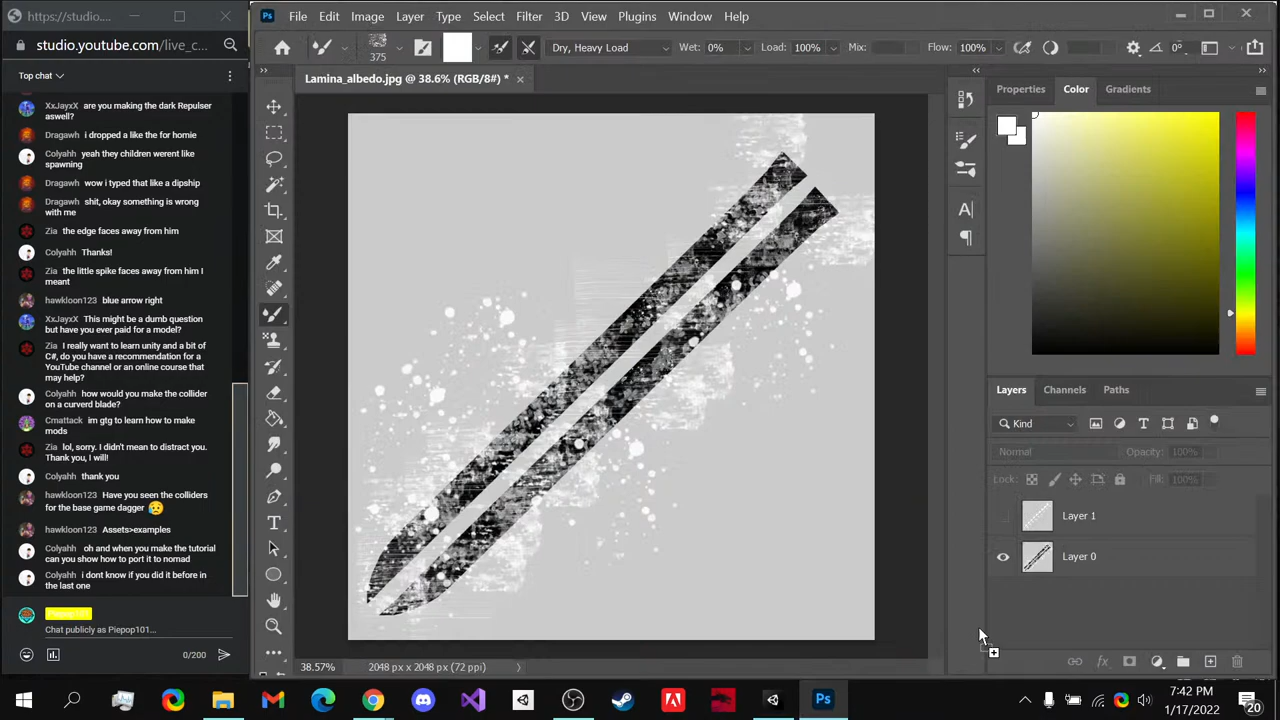 https://studio....
studio.youtube.com/live_c...
Top chat
XxJayxX are you making the dark Repulser
aswell?
Dragawh i dropped a like the for homie
Colyahh yeah they children werent like
spawning
Dragawh wow i typed that like a dipship
Dragawh shit, okay something is wrong
with me
Zia the edge faces away from him
Colyahh Thanks!
Zia the little spike faces away from him I
meant
hawkloon123 blue arrow right
XxJayxX This might be a dumb question
but have you ever paid for a model?
Zia I really want to learn unity and a bit of
C#, do you have a recommendation for a
YouTube channel or an online course that
may help?
Colyahh how would you make the collider
on a curverd blade?
Cmattack im gtg to learn how to make
mods
Zia lol, sorry. I didn't mean to distract you.
Thank you, I will!
Colyahh thank you
hawkloon123 Have you seen the colliders
for the base game dagger 😥
hawkloon123 Assets>examples
Colyahh oh and when you make the tutorial
can you show how to port it to nomad
Colyahh i dont know if you did it before in
the last one
Piepop101
Chat publicly as Piepop101...
0/200
Ps File Edit Image Layer Type Select Filter 3D View Plugins Window Help
375
Dry, Heavy Load Wet: 0% Load: 100% Mix: Flow: 100% 0°
Lamina_albedo.jpg @ 38.6% (RGB/8#) *
38.57% 2048 px x 2048 px (72 ppi)
Properties Color Gradients
Layers Channels Paths
Kind
Normal Opacity: 100%
Lock: Fill: 100%
Layer 1
Layer 0
fx
Ps
7:42 PM
1/17/2022
20